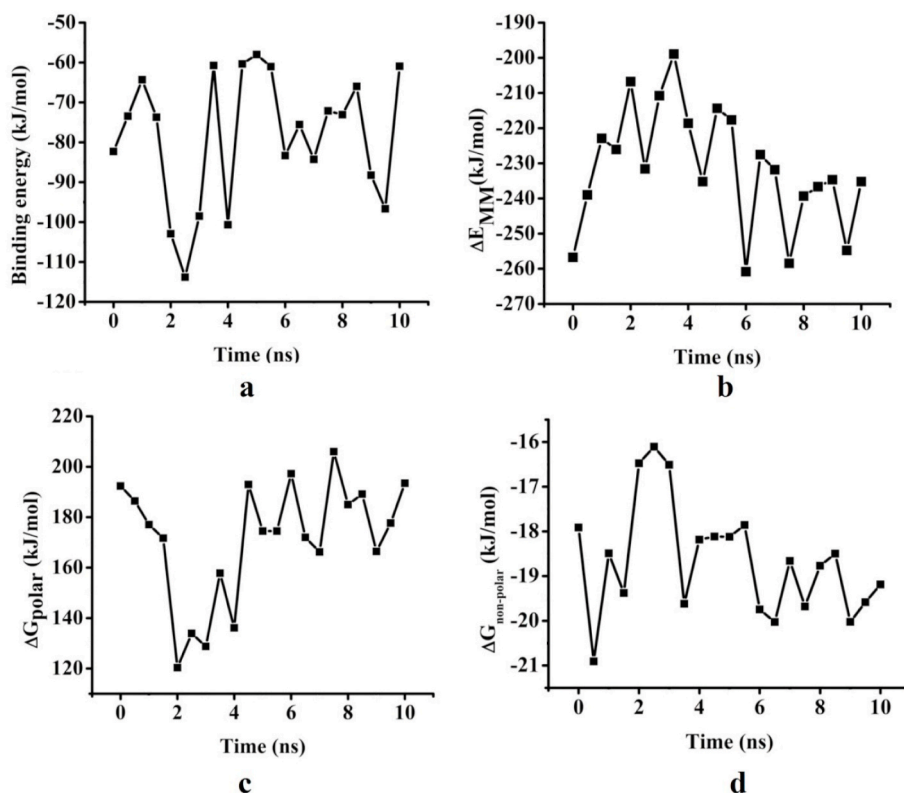 -50
-60
-70
-80
-90
-100
-110
-120
Binding energy (kJ/mol)
0 2 4 6 8 10
Time (ns)
a
-190
-200
-210
-220
-230
-240
-250
-260
-270
ΔE_MM(kJ/mol)
0 2 4 6 8 10
Time (ns)
b
220
200
180
160
140
120
ΔGpolar (kJ/mol)
0 2 4 6 8 10
Time (ns)
c
-16
-17
-18
-19
-20
-21
ΔG non-polar (kJ/mol)
0 2 4 6 8 10
Time (ns)
d